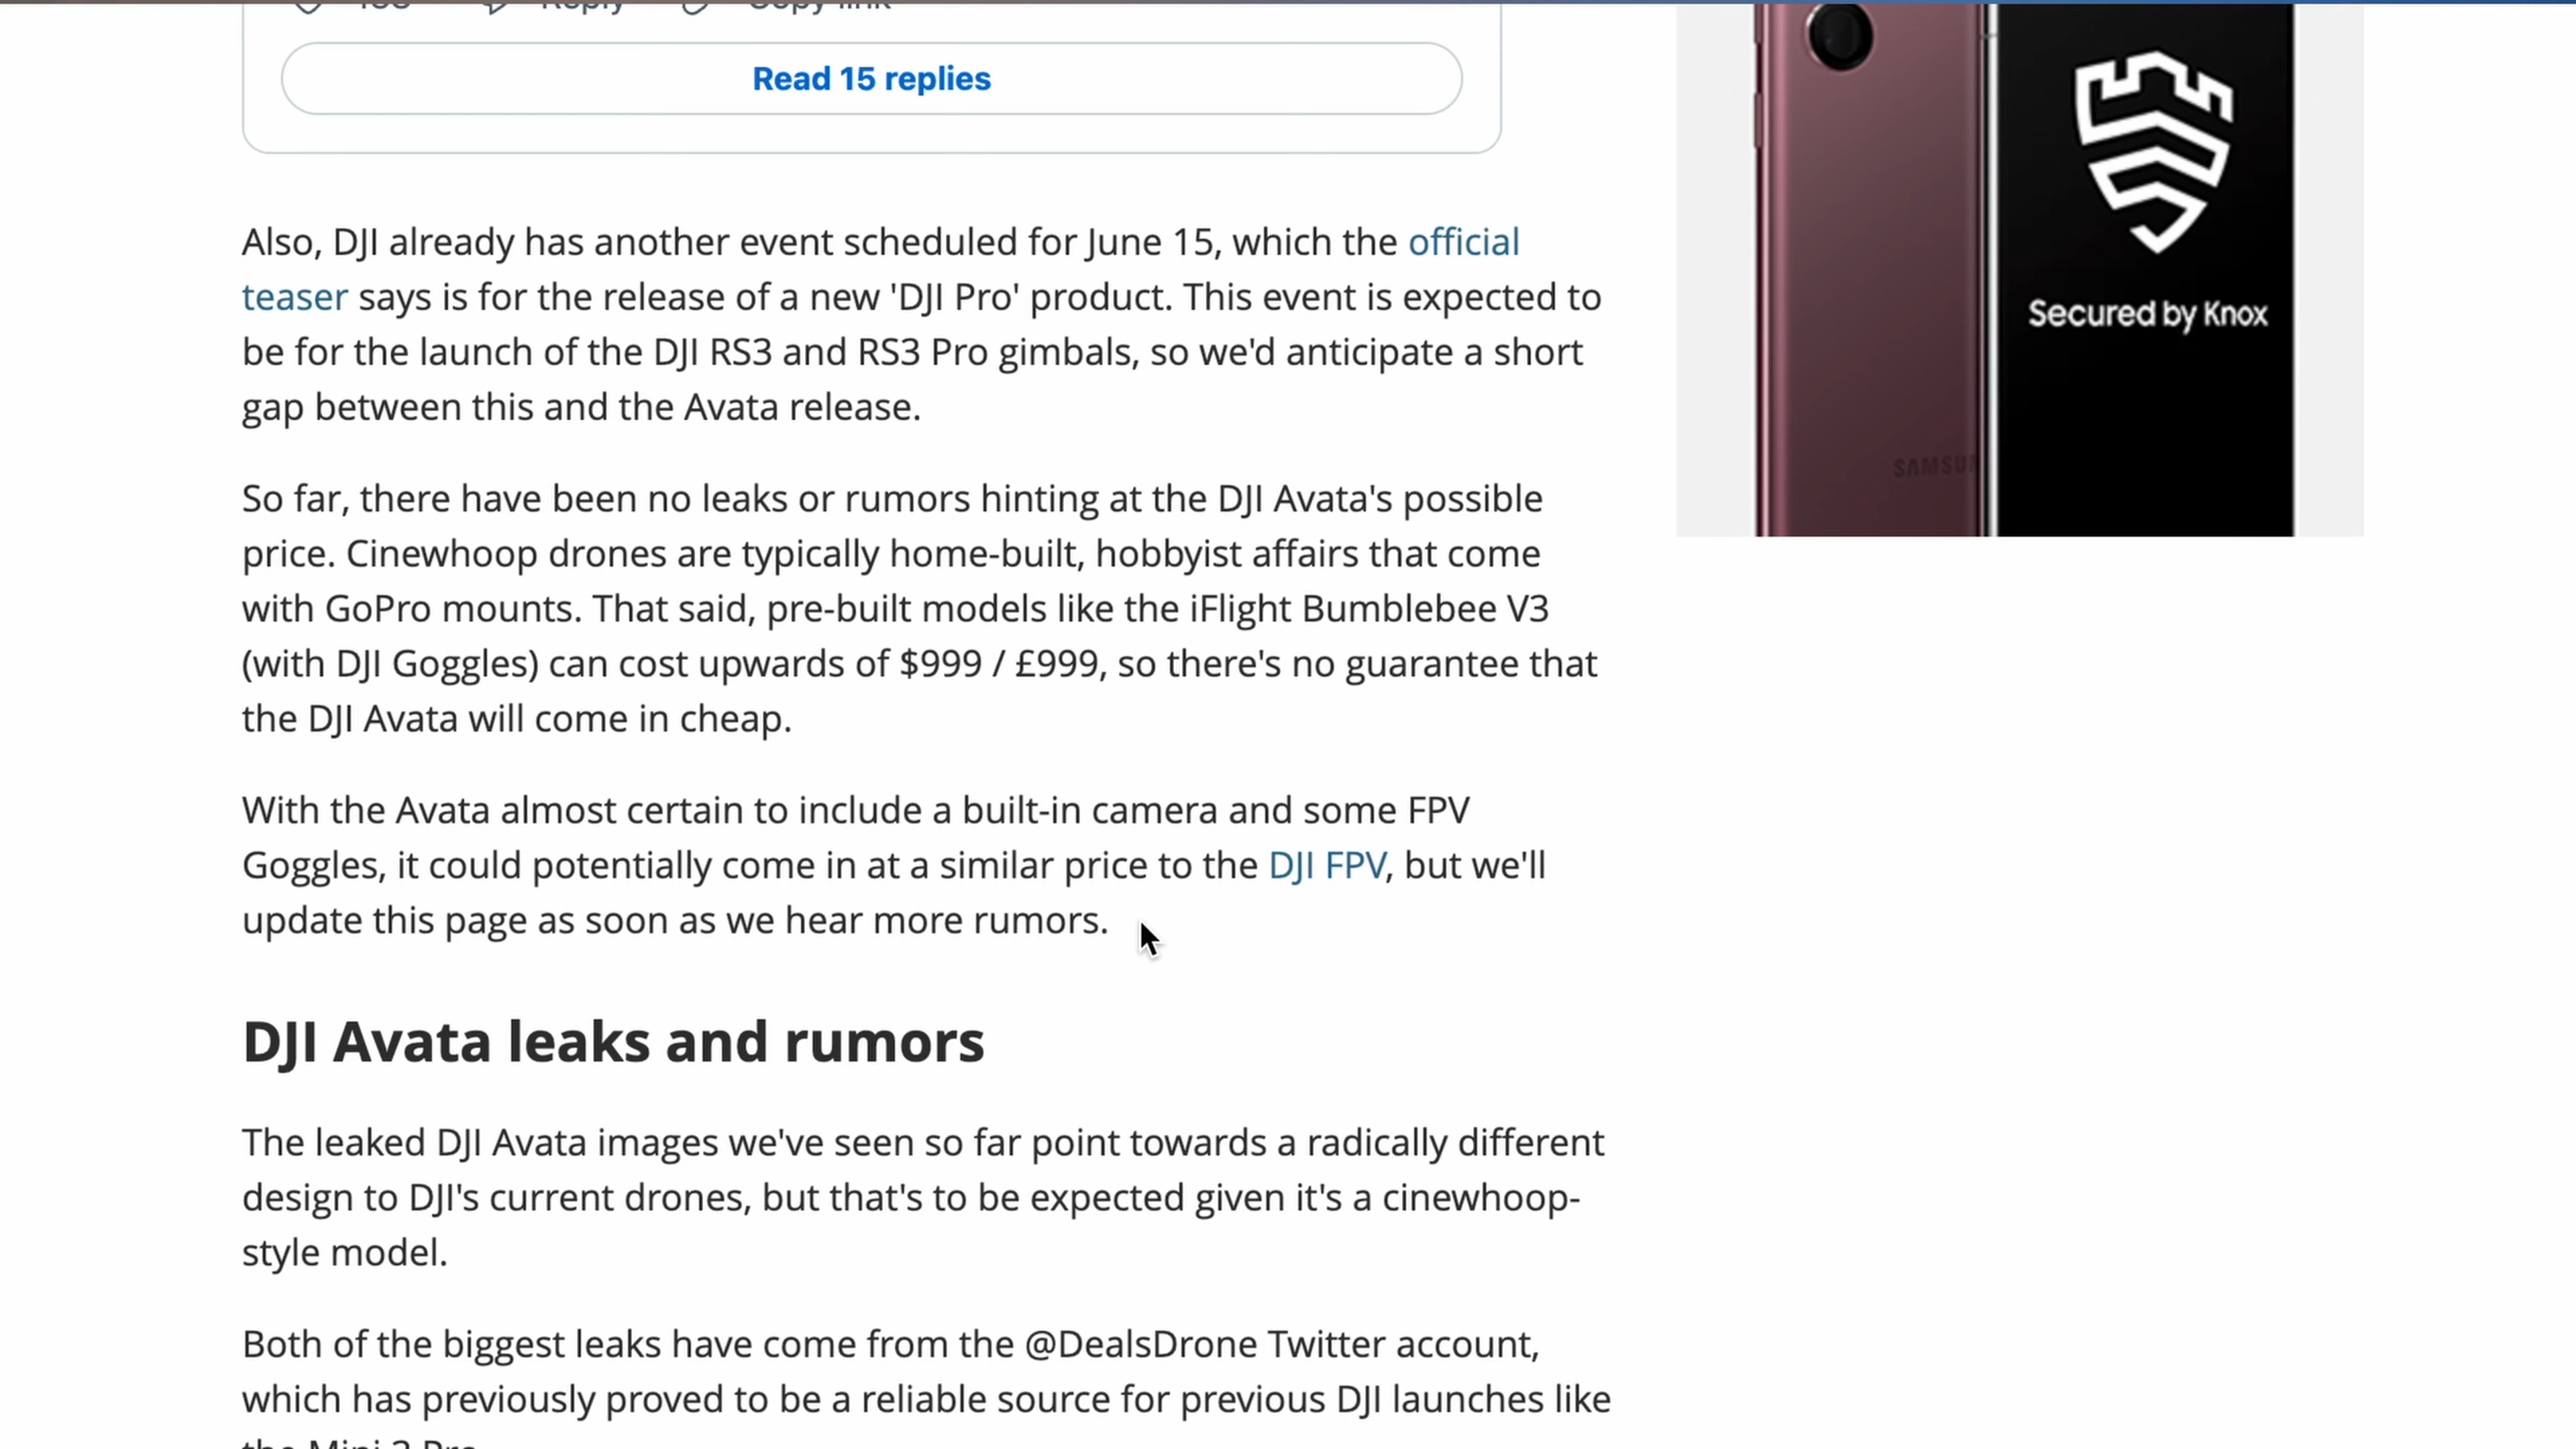 Reply
Copy link
Read 15 replies
Also, DJI already has another event scheduled for June 15, which the official
teaser says is for the release of a new 'DJI Pro' product. This event is expected to
be for the launch of the DJI RS3 and RS3 Pro gimbals, so we'd anticipate a short
gap between this and the Avata release.
So far, there have been no leaks or rumors hinting at the DJI Avata's possible
price. Cinewhoop drones are typically home-built, hobbyist affairs that come
with GoPro mounts. That said, pre-built models like the iFlight Bumblebee V3
(with DJI Goggles) can cost upwards of $999 / £999, so there's no guarantee that
the DJI Avata will come in cheap.
With the Avata almost certain to include a built-in camera and some FPV
Goggles, it could potentially come in at a similar price to the DJI FPV, but we'll
update this page as soon as we hear more rumors.
DJI Avata leaks and rumors
The leaked DJI Avata images we've seen so far point towards a radically different
design to DJI's current drones, but that's to be expected given it's a cinewhoop-
style model.
Both of the biggest leaks have come from the @DealsDrone Twitter account,
which has previously proved to be a reliable source for previous DJI launches like
the Mini 3 Pro
Secured by Knox
SAMSUN